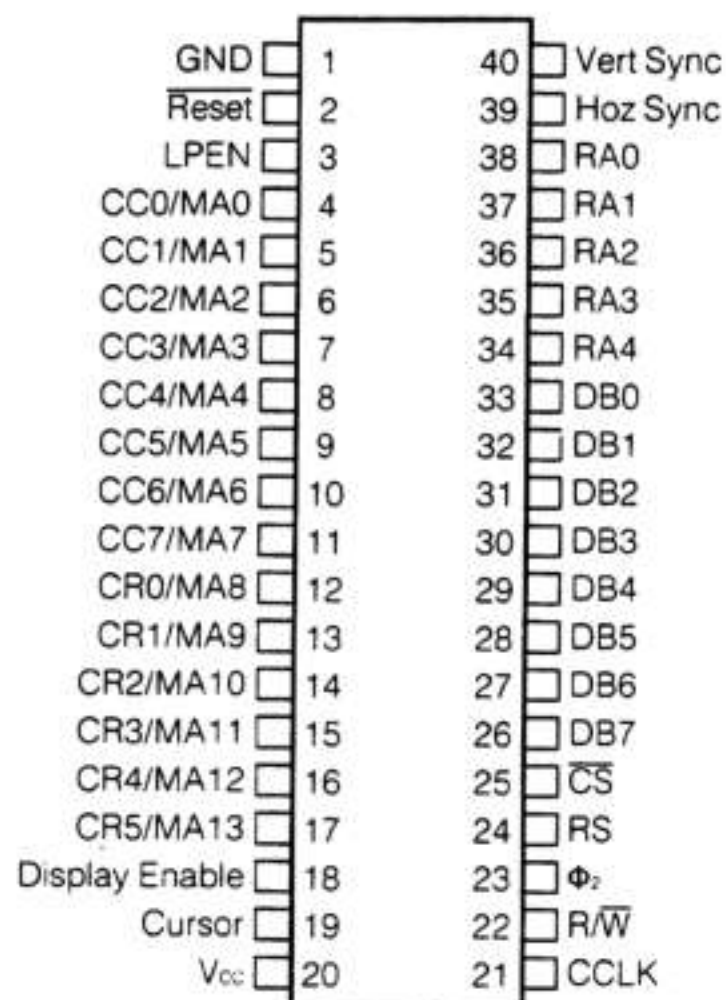 GND 1 40 Vert Sync
R̅e̅s̅e̅t̅ 2 39 Hoz Sync
LPEN 3 38 RA0
CC0/MA0 4 37 RA1
CC1/MA1 5 36 RA2
CC2/MA2 6 35 RA3
CC3/MA3 7 34 RA4
CC4/MA4 8 33 DB0
CC5/MA5 9 32 DB1
CC6/MA6 10 31 DB2
CC7/MA7 11 30 DB3
CR0/MA8 12 29 DB4
CR1/MA9 13 28 DB5
CR2/MA10 14 27 DB6
CR3/MA11 15 26 DB7
CR4/MA12 16 25 C̅S̅
CR5/MA13 17 24 RS
Display Enable 18 23 Φ₂
Cursor 19 22 R/W̅
Vcc 20 21 CCLK